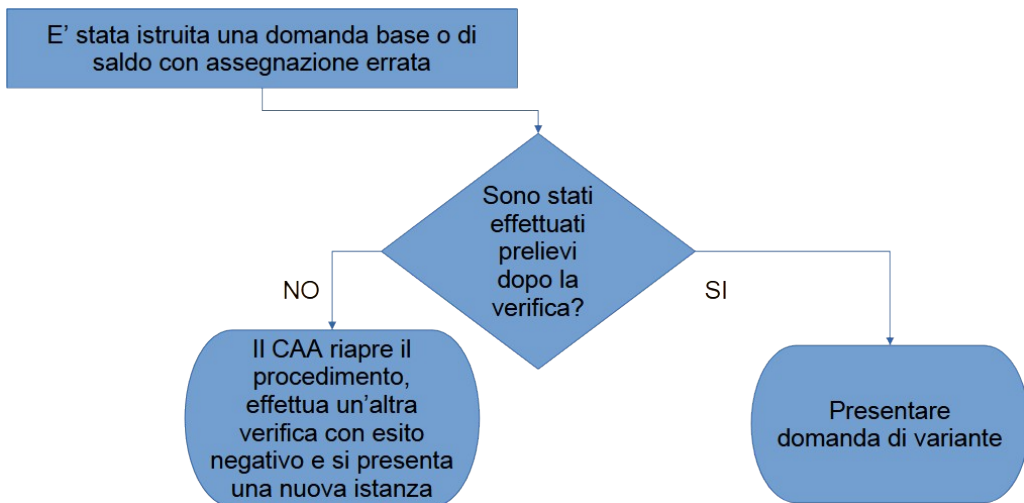 E’ stata istruita una domanda base o di
saldo con assegnazione errata
Sono stati
effettuati
prelievi
dopo la
verifica?
NO
SI
Il CAA riapre il
procedimento,
effettua un’altra
verifica con esito
negativo e si presenta
una nuova istanza
Presentare
domanda di variante